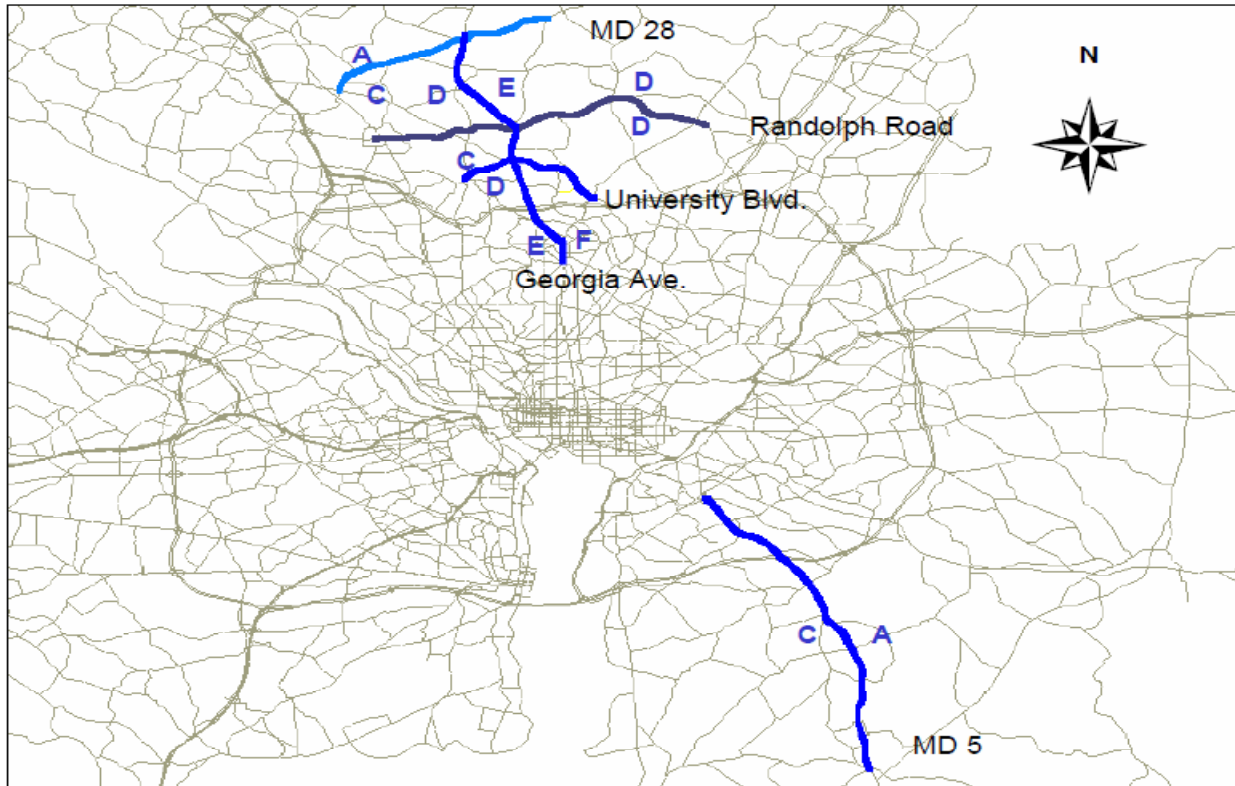 MD 28
A
N
C
D
E
D
D
Randolph Road
C
D
University Blvd.
E
F
Georgia Ave.
C
A
MD 5